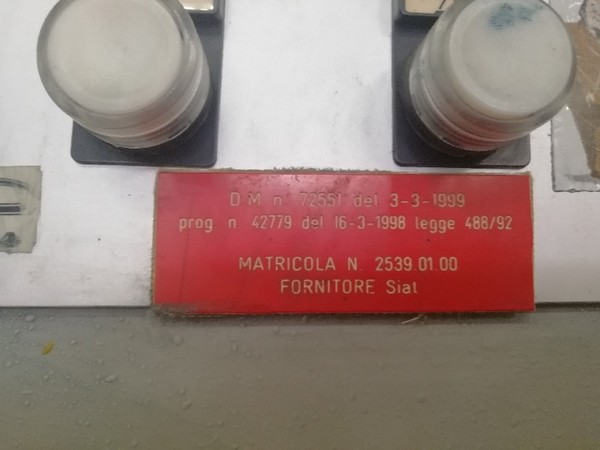 D M n. 72551 del 3-3-1999
prog. n. 42779 del 16-3-1998 legge 488/92
MATRICOLA N. 2539.01.00
FORNITORE Siat